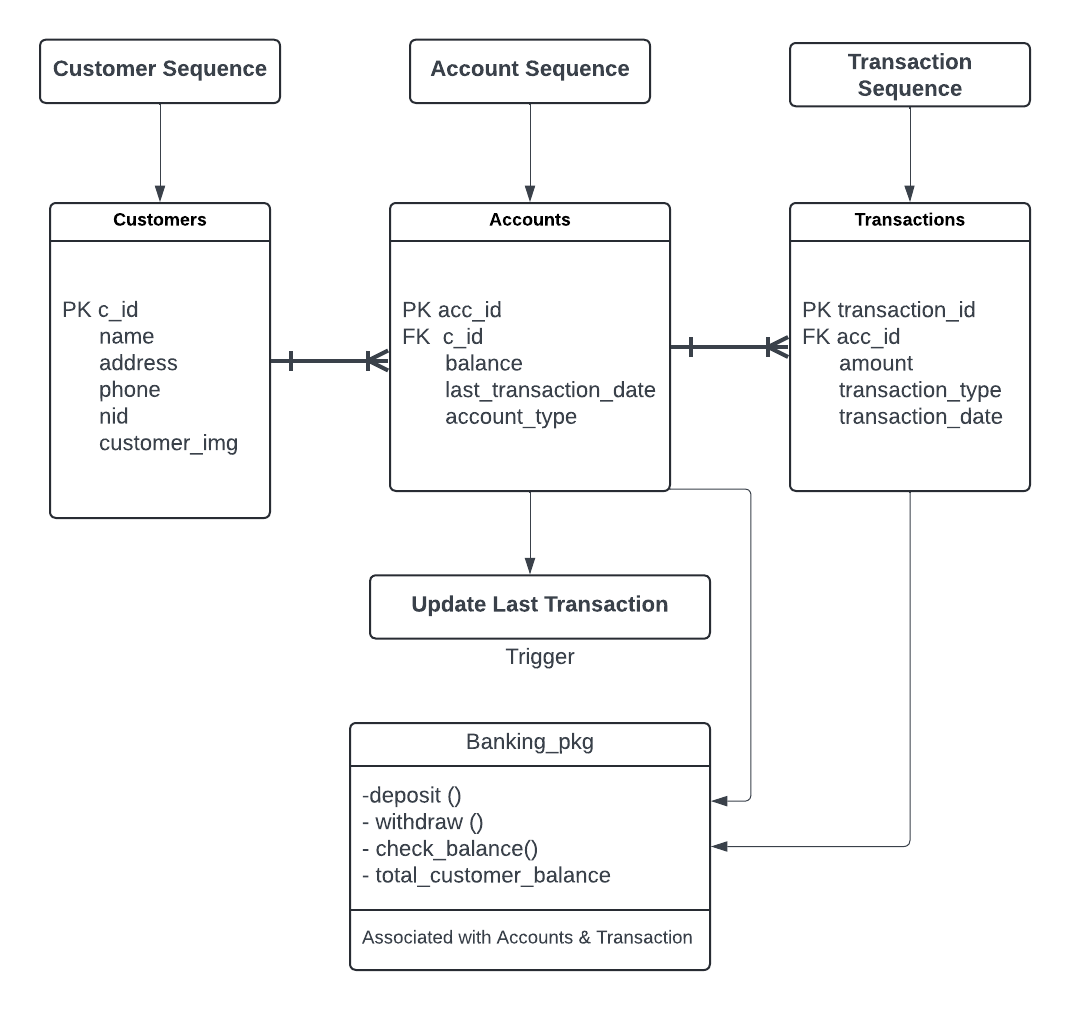 Customer Sequence
Account Sequence
Transaction
Sequence
Customers
PK c_id
name
address
phone
nid
customer_img
Accounts
PK acc_id
FK  c_id
balance
last_transaction_date
account_type
Transactions
PK transaction_id
FK acc_id
amount
transaction_type
transaction_date
Update Last Transaction
Trigger
Banking_pkg
-deposit ()
- withdraw ()
- check_balance()
- total_customer_balance
Associated with Accounts & Transaction